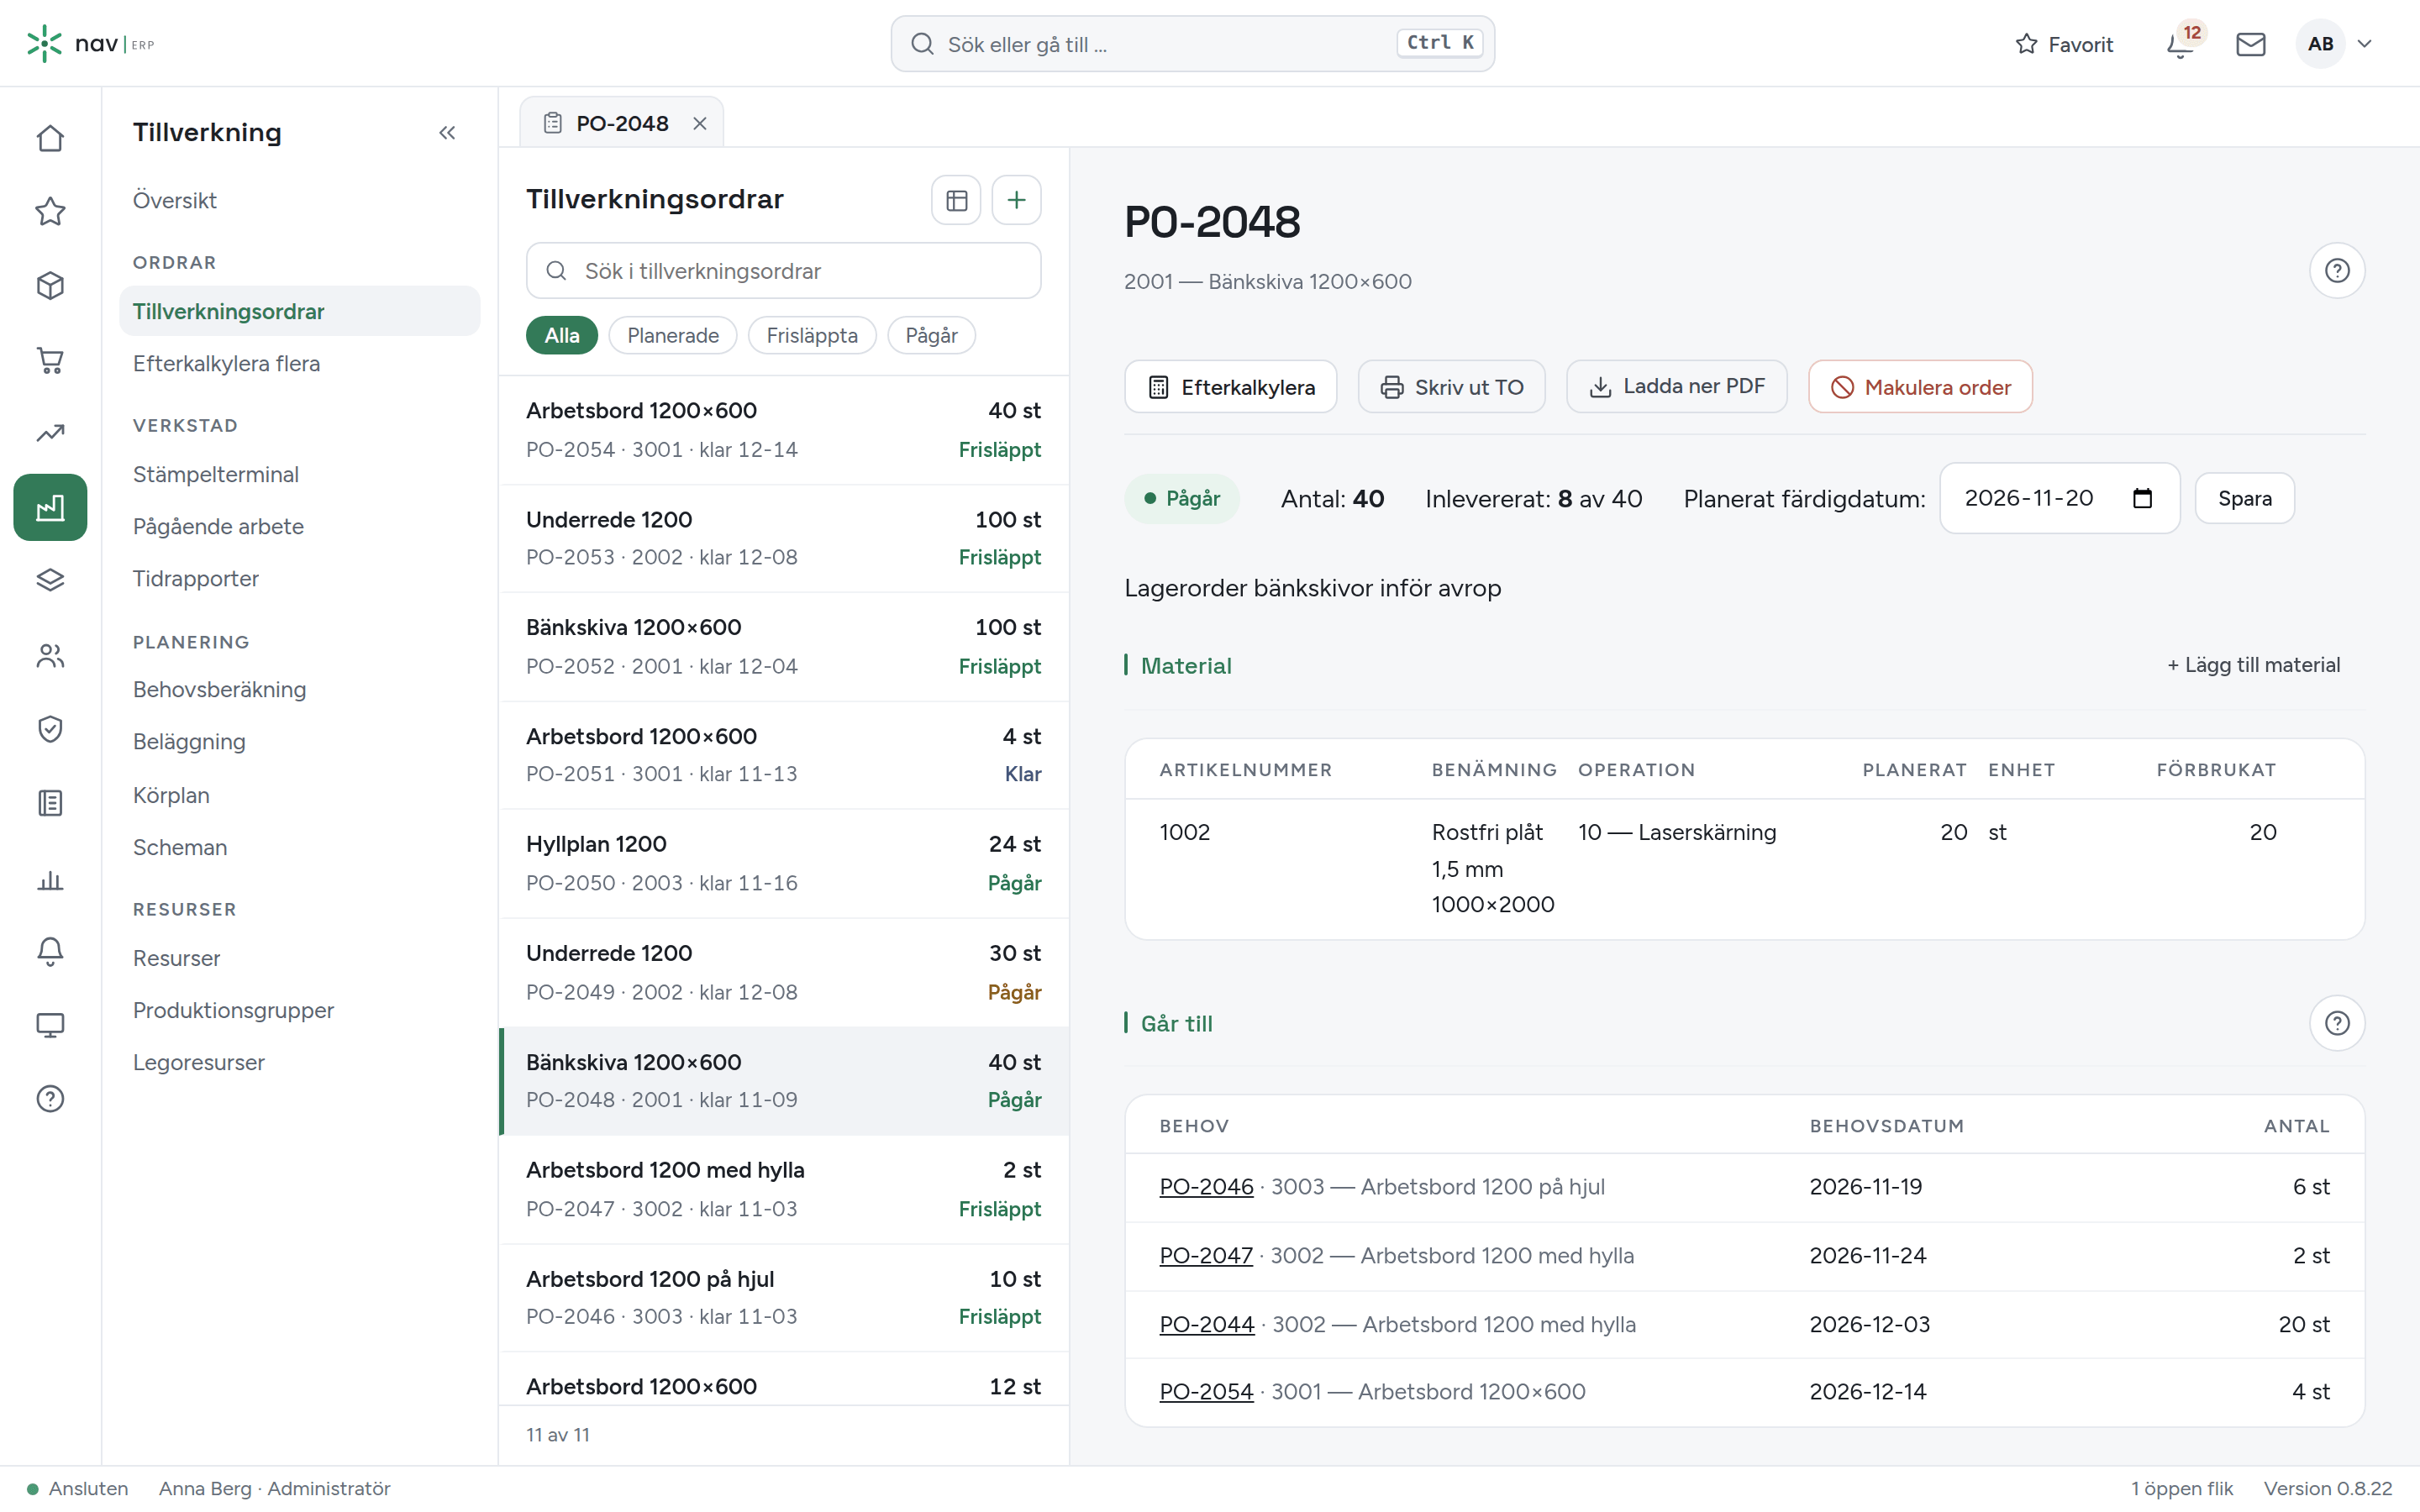 nav | ERP
Sök eller gå till ...
Ctrl K
Favorit
12
AB
Tillverkning
Översikt
ORDRAR
Tillverkningsordrar
Efterkalkylera flera
VERKSTAD
Stämpelterminal
Pågående arbete
Tidrapporter
PLANERING
Behovsberäkning
Beläggning
Körplan
Scheman
RESURSER
Resurser
Produktionsgrupper
Legoresurser
PO-2048
Tillverkningsordrar
Sök i tillverkningsordrar
Alla
Planerade
Frisläppta
Pågår
Arbetsbord 1200×600 40 st
PO-2054 · 3001 · klar 12-14 Frisläppt
Underrede 1200 100 st
PO-2053 · 2002 · klar 12-08 Frisläppt
Bänkskiva 1200×600 100 st
PO-2052 · 2001 · klar 12-04 Frisläppt
Arbetsbord 1200×600 4 st
PO-2051 · 3001 · klar 11-13 Klar
Hyllplan 1200 24 st
PO-2050 · 2003 · klar 11-16 Pågår
Underrede 1200 30 st
PO-2049 · 2002 · klar 12-08 Pågår
Bänkskiva 1200×600 40 st
PO-2048 · 2001 · klar 11-09 Pågår
Arbetsbord 1200 med hylla 2 st
PO-2047 · 3002 · klar 11-03 Frisläppt
Arbetsbord 1200 på hjul 10 st
PO-2046 · 3003 · klar 11-03 Frisläppt
Arbetsbord 1200×600 12 st
11 av 11
PO-2048
2001 — Bänkskiva 1200×600
Efterkalkylera
Skriv ut TO
Ladda ner PDF
Makulera order
Pågår
Antal: 40
Inlevererat: 8 av 40
Planerat färdigdatum: 2026-11-20
Spara
Lagerorder bänkskivor inför avrop
Material
+ Lägg till material
ARTIKELNUMMER BENÄMNING OPERATION PLANERAT ENHET FÖRBRUKAT
1002 Rostfri plåt 10 — Laserskärning 20 st 20
1,5 mm
1000×2000
Går till
BEHOV BEHOVSDATUM ANTAL
PO-2046 · 3003 — Arbetsbord 1200 på hjul 2026-11-19 6 st
PO-2047 · 3002 — Arbetsbord 1200 med hylla 2026-11-24 2 st
PO-2044 · 3002 — Arbetsbord 1200 med hylla 2026-12-03 20 st
PO-2054 · 3001 — Arbetsbord 1200×600 2026-12-14 4 st
Ansluten
Anna Berg · Administratör
1 öppen flik
Version 0.8.22